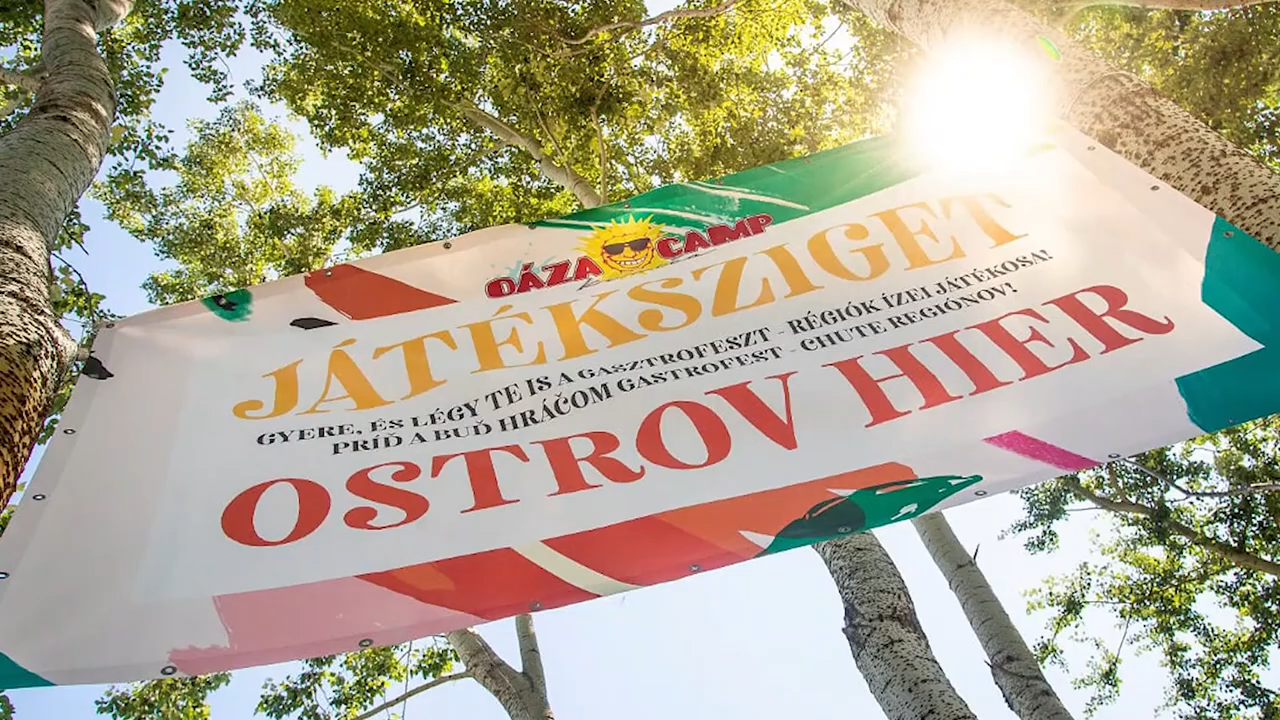 OÁZA CAMP
JÁTÉKSZIGET
GYERE, ÉS LÉGY TE IS A GASZTROFESZT - RÉGIÓK ÍZEI JÁTÉKOSA!
PRÍĎ A BUĎ HRÁČOM GASTROFEST - CHUTE REGIÓNOV!
OSTROV HIER